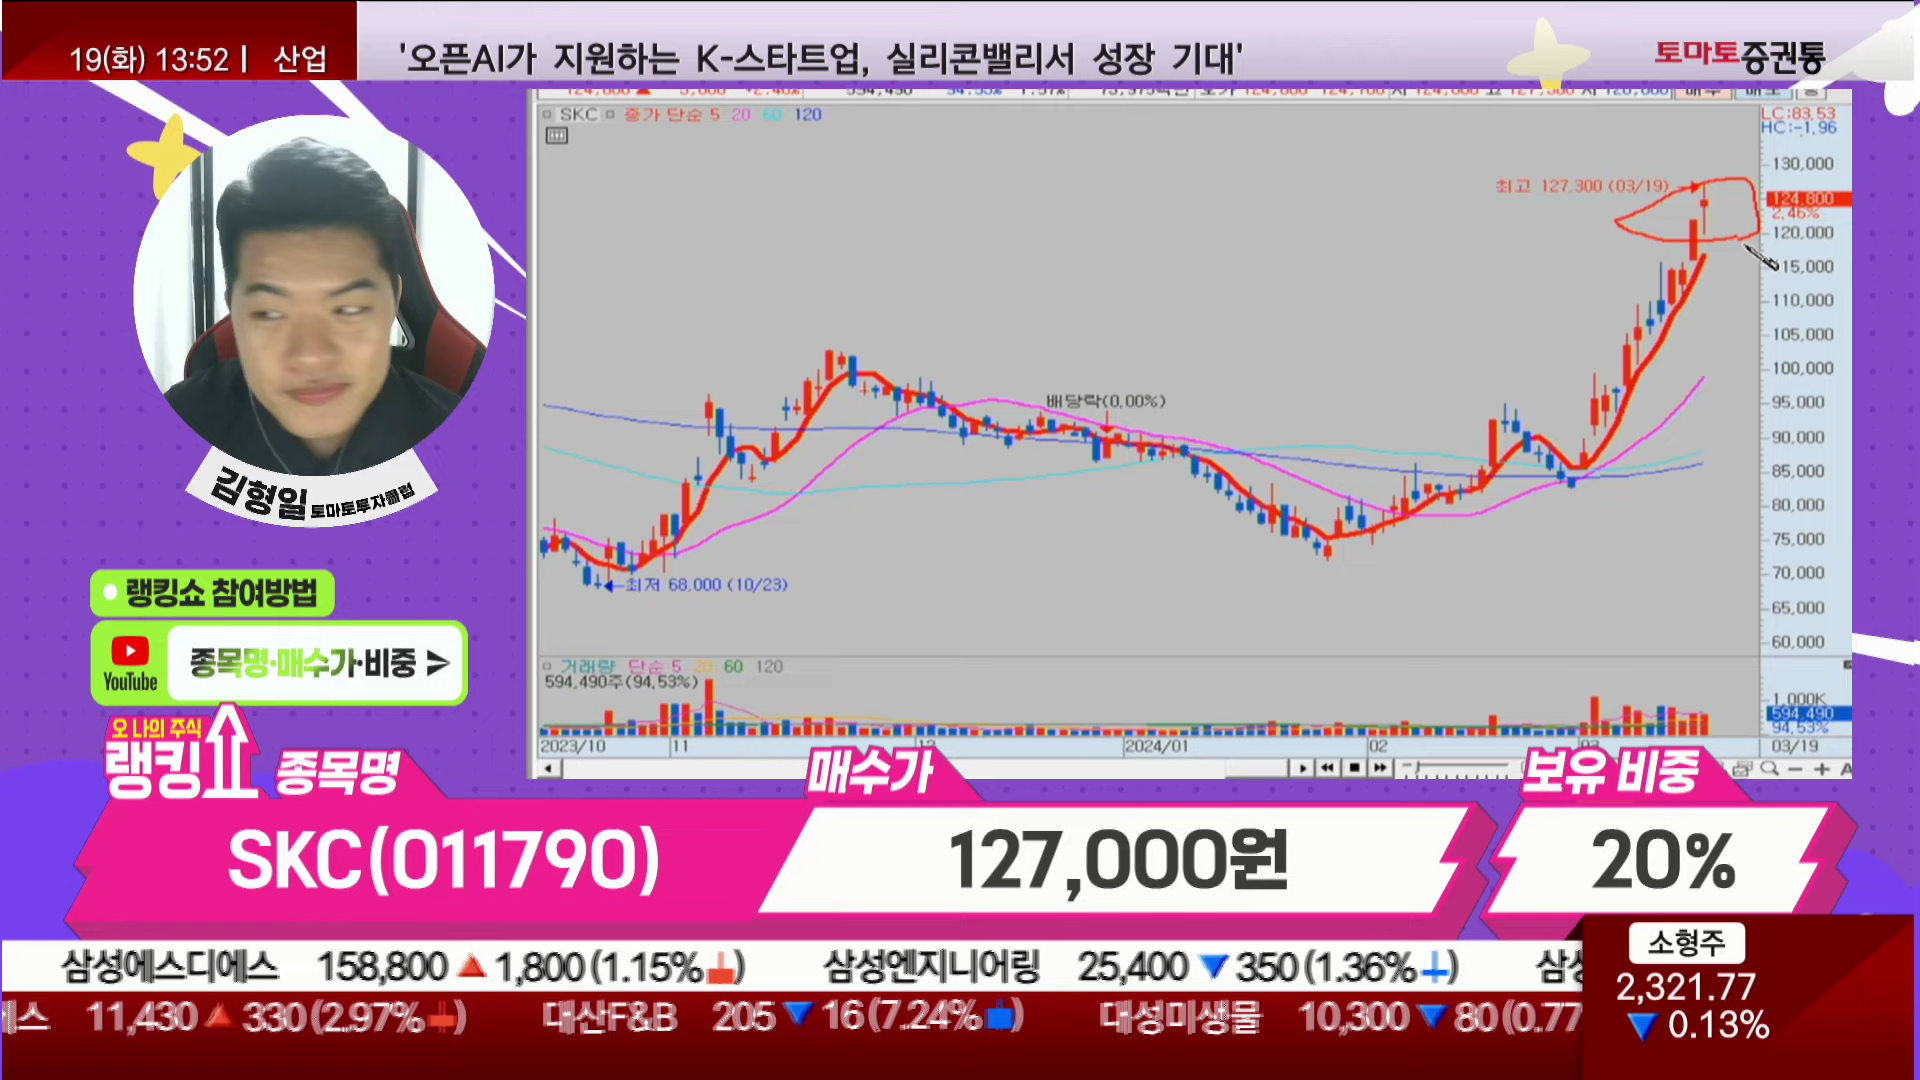 19(화) 13:52 | 산업
'오픈AI가 지원하는 K-스타트업, 실리콘밸리서 성장 기대'
토마토증권통
SKC 종가 단순 5 20 60 120
LC:83.53
HC:-1.96
130,000
최고 127,300 (03/19)
124,800
2.46%
120,000
115,000
110,000
105,000
100,000
95,000
배당락(0.00%)
90,000
85,000
80,000
75,000
70,000
최저 68,000 (10/23)
65,000
60,000
거래량 단순 5 20 60 120
594,490주(94.53%)
1,000K
594,490
94.53%
2023/10 11 12 2024/01 02 03 03/19
김형일 토마토투자클럽
랭킹쇼 참여방법
YouTube
종목명·매수가·비중
오 나의 주식
랭킹쇼
종목명
매수가
보유 비중
SKC(011790)
127,000원
20%
삼성에스디에스 158,800 ▲ 1,800 (1.15%) 삼성엔지니어링 25,400 ▼ 350 (1.36%)
11,430 ▲ 330 (2.97%) 대산F&B 205 ▼ 16 (7.24%) 대성미생물 10,300 ▼ 80 (0.77
소형주
2,321.77
▼ 0.13%